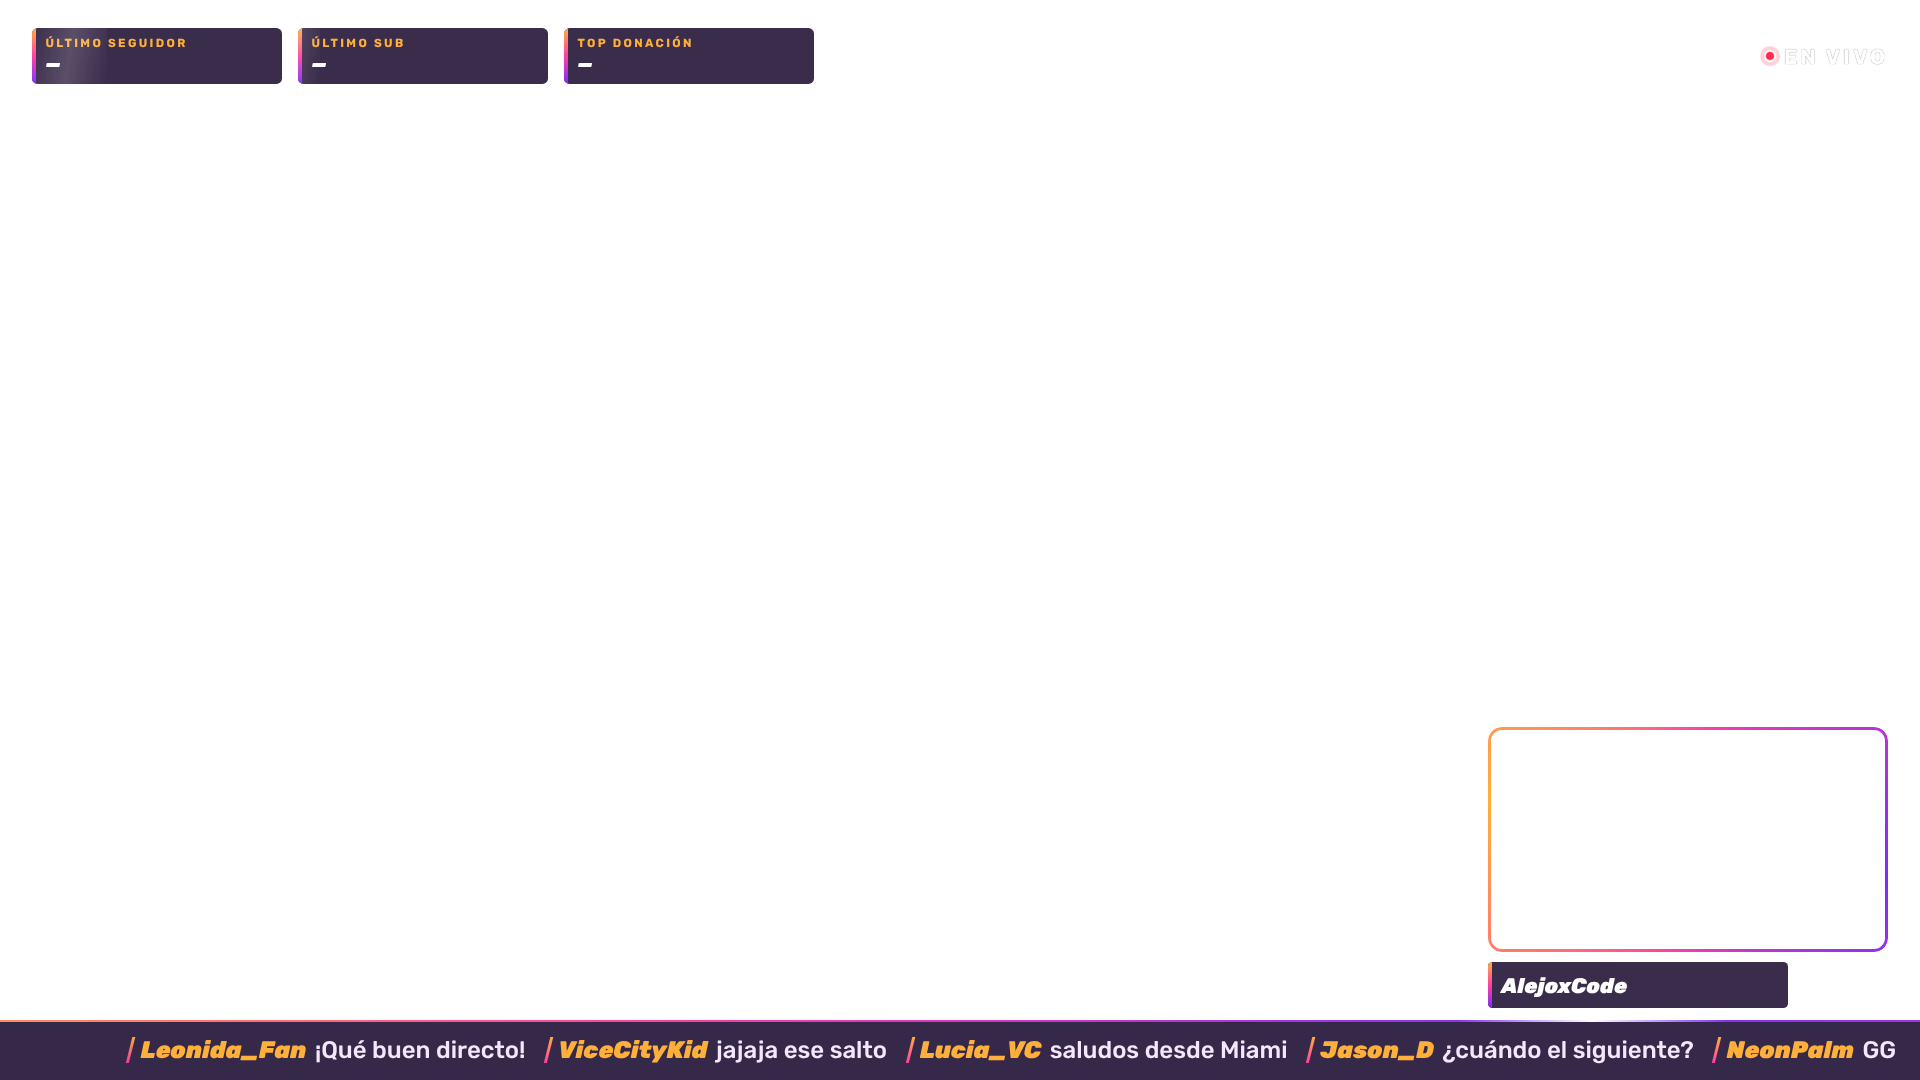 ÚLTIMO SEGUIDOR
–
ÚLTIMO SUB
–
TOP DONACIÓN
–
EN VIVO
AlejoxCode
/ Leonida_Fan ¡Qué buen directo! / ViceCityKid jajaja ese salto / Lucia_VC saludos desde Miami / Jason_D ¿cuándo el siguiente? / NeonPalm GG